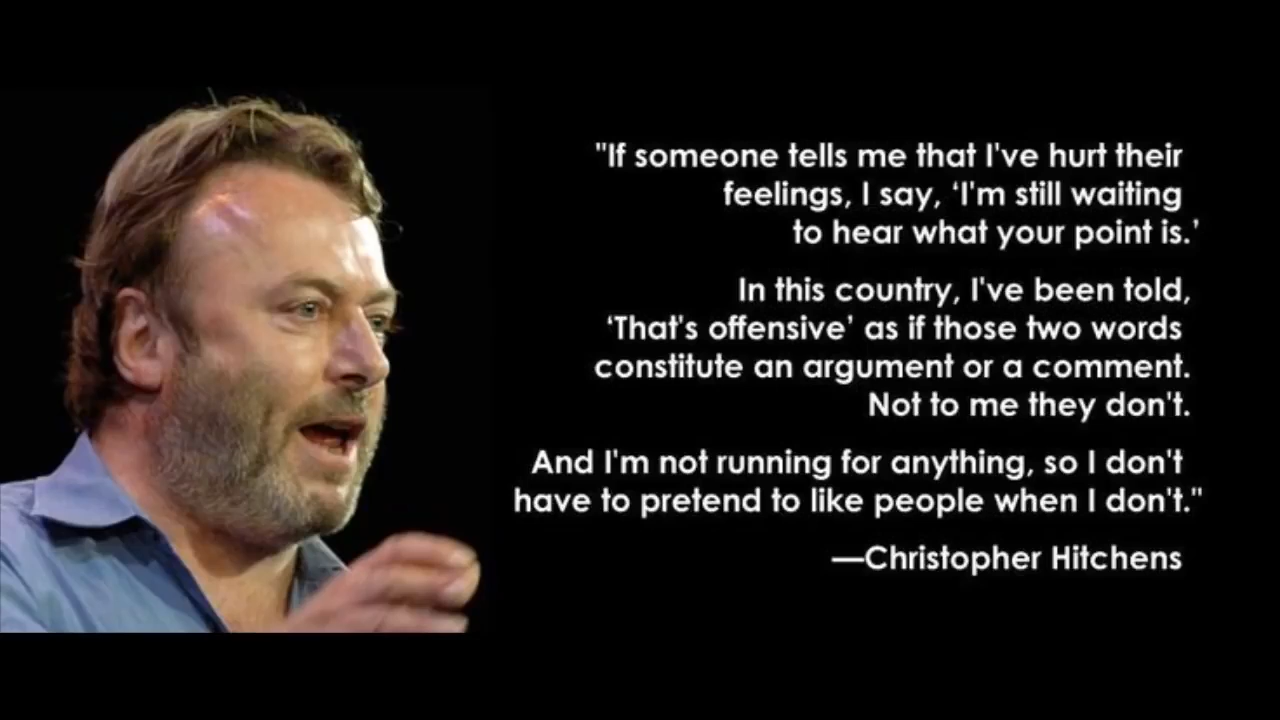 "If someone tells me that I've hurt their
feelings, I say, ‘I'm still waiting
to hear what your point is.’
In this country, I've been told,
‘That's offensive’ as if those two words
constitute an argument or a comment.
Not to me they don't.
And I'm not running for anything, so I don't
have to pretend to like people when I don't."
—Christopher Hitchens